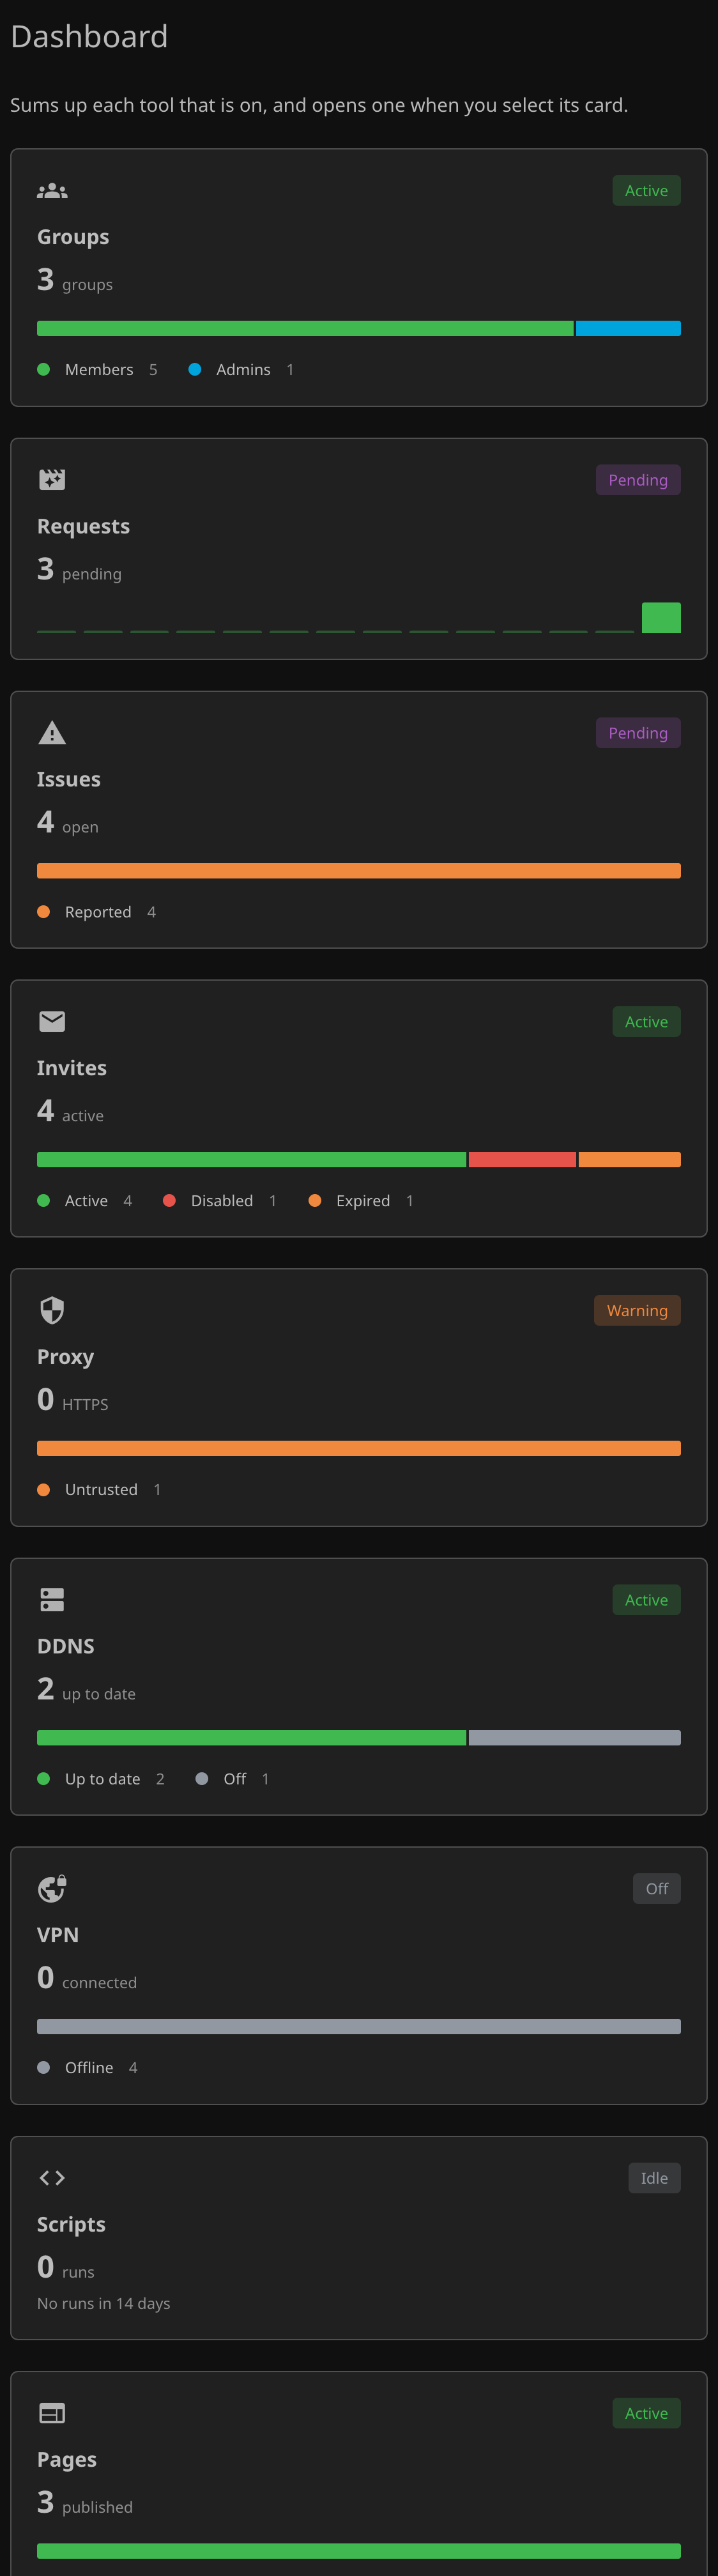 Dashboard
Sums up each tool that is on, and opens one when you select its card.
Active
Groups
3 groups
Members 5 Admins 1
Pending
Requests
3 pending
Pending
Issues
4 open
Reported 4
Active
Invites
4 active
Active 4 Disabled 1 Expired 1
Warning
Proxy
0 HTTPS
Untrusted 1
Active
DDNS
2 up to date
Up to date 2 Off 1
Off
VPN
0 connected
Offline 4
Idle
Scripts
0 runs
No runs in 14 days
Active
Pages
3 published